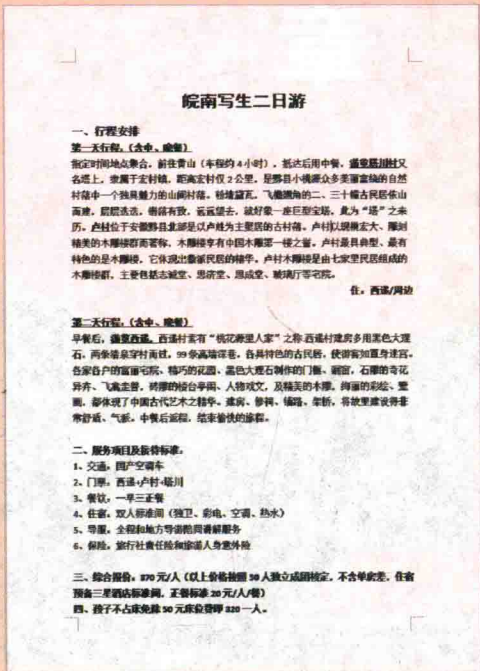 皖南写生二日游
一、行程安排
第一天行程，（含中、晚餐）
指定时间地点集合，前往黄山（车程约4小时），抵达后用中餐，游览塔川村又
名塔上，隶属于宏村镇，距离宏村仅2公里，是黟县小桃源众多美丽富饶的自然
村落中一个独具魅力的山间村落。粉墙黛瓦、飞檐翘角的二、三十幢古民居依山
而建，层层迭迭，错落有致，远远望去，就好象一座巨型宝塔，此为“塔”之来
历。卢村位于安徽黟县北部是以卢姓为主聚居的古村落。卢村以规模宏大、雕刻
精美的木雕楼群而著称，木雕楼享有中国木雕第一楼之誉。卢村最具典型、最有
特色的是木雕楼，它体现出徽派民居的精华。卢村木雕楼是由七家里民居组成的
木雕楼群，主要包括志诚堂、思济堂、思成堂、玻璃厅等宅院。
住：西递/周边
第二天行程，（含中、晚餐）
早餐后，游览西递。西递村素有“桃花源里人家”之称.西递村建房多用黑色大理
石，两条清泉穿村而过，99条高墙深巷，各具特色的古民居，使游客如置身迷宫。
各家各户的富丽宅院、精巧的花园、黑色大理石制作的门框、漏窗，石雕的奇花
异卉、飞禽走兽，砖雕的楼台亭阁、人物戏文，及精美的木雕，绚丽的彩绘、壁
画，都体现了中国古代艺术之精华。建房、修祠、铺路、架桥，将故里建设得非
常舒适、气派。中餐后返程，结束愉快的旅程。
二、服务项目及接待标准。
1、交通：国产空调车
2、门票：西递+卢村+塔川
3、餐饮：一早三正餐
4、住宿：双人标准间（独卫、彩电、空调、热水）
5、导服：全程和地方导游陪同讲解服务
6、保险：旅行社责任险和旅游人身意外险
三、综合报价：370元/人（以上价格按照30人独立成团核定，不含单房差，住宿
预备三星酒店标准间，正餐标准20元/人/餐）
四、孩子不占床免除50元床位费即320一人。